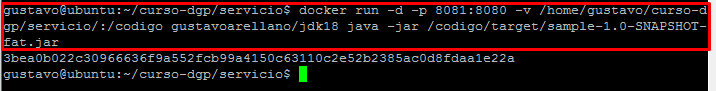 gustavo@ubuntu:~/curso-dgp/servicio$ docker run -d -p 8081:8080 -v /home/gustavo/curso-d
gp/servicio/:/codigo gustavoarellano/jdk18 java -jar /codigo/target/sample-1.0-SNAPSHOT-
fat.jar
3bea0b022c30966636f9a552fcb99a4150c63110c2e52b2385ac0d8fdaa1e22a
gustavo@ubuntu:~/curso-dgp/servicio$